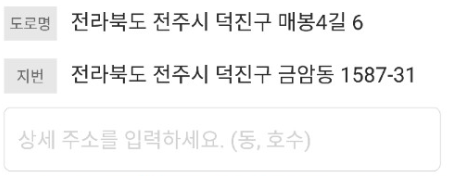 도로명 전라북도 전주시 덕진구 매봉4길 6
지번 전라북도 전주시 덕진구 금암동 1587-31
상세 주소를 입력하세요. (동, 호수)